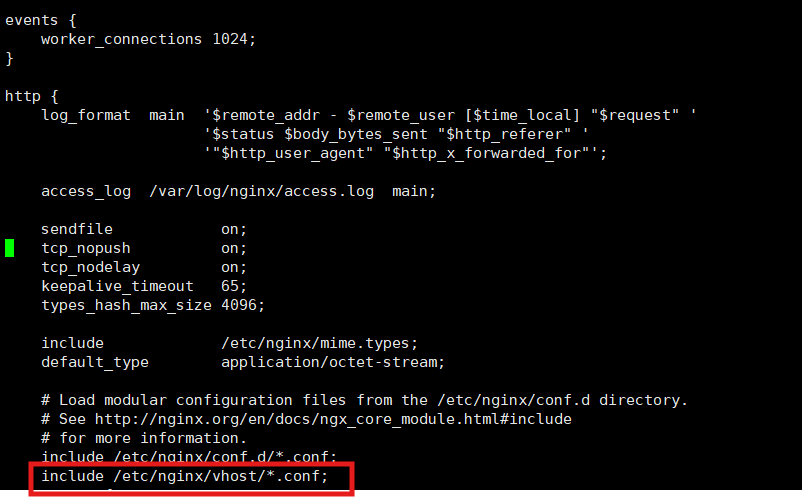 events {
    worker_connections 1024;
}
http {
    log_format  main  '$remote_addr - $remote_user [$time_local] "$request" '
                      '$status $body_bytes_sent "$http_referer" '
                      '"$http_user_agent" "$http_x_forwarded_for"';
    access_log  /var/log/nginx/access.log  main;
    sendfile            on;
    tcp_nopush          on;
    tcp_nodelay         on;
    keepalive_timeout   65;
    types_hash_max_size 4096;
    include             /etc/nginx/mime.types;
    default_type        application/octet-stream;
    # Load modular configuration files from the /etc/nginx/conf.d directory.
    # See http://nginx.org/en/docs/ngx_core_module.html#include
    # for more information.
    include /etc/nginx/conf.d/*.conf;
    include /etc/nginx/vhost/*.conf;